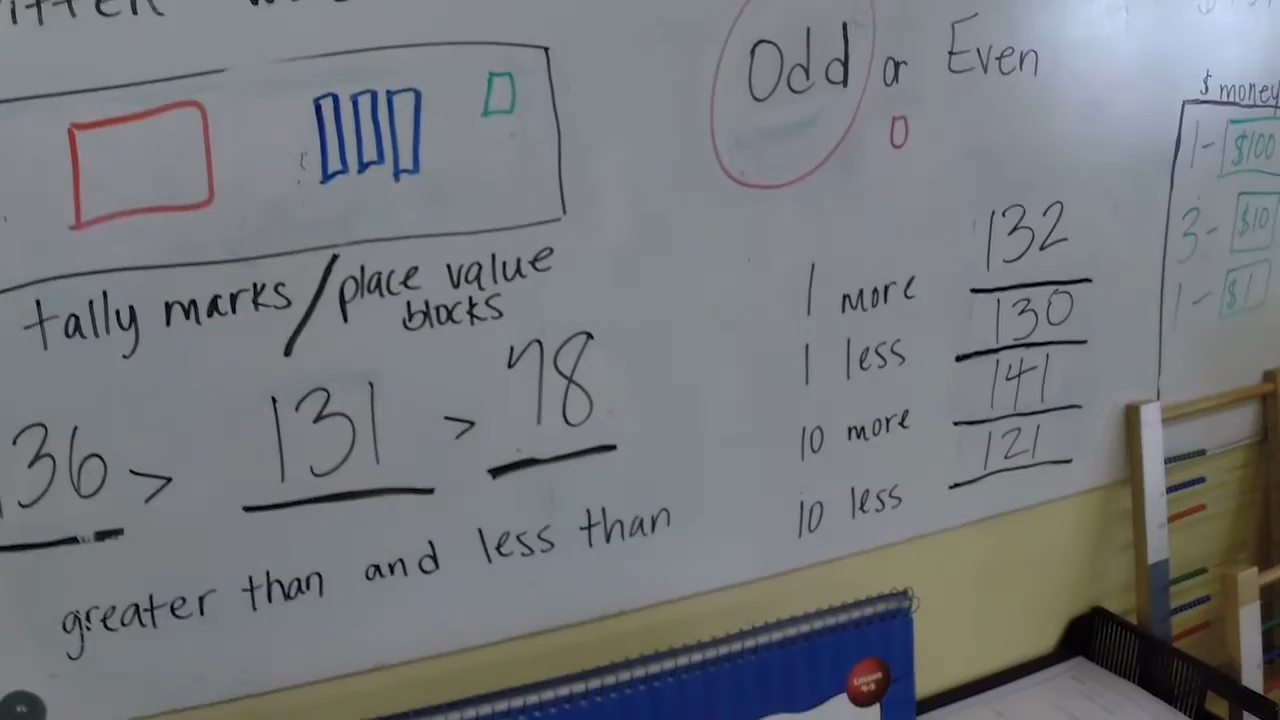 Odd or Even
0
$ money
1- $100
3- $10
1- $1
tally marks/place value
blocks
36 > 131 > 78
greater than and less than
1 more 132
1 less 130
10 more 141
10 less 121
Lesson